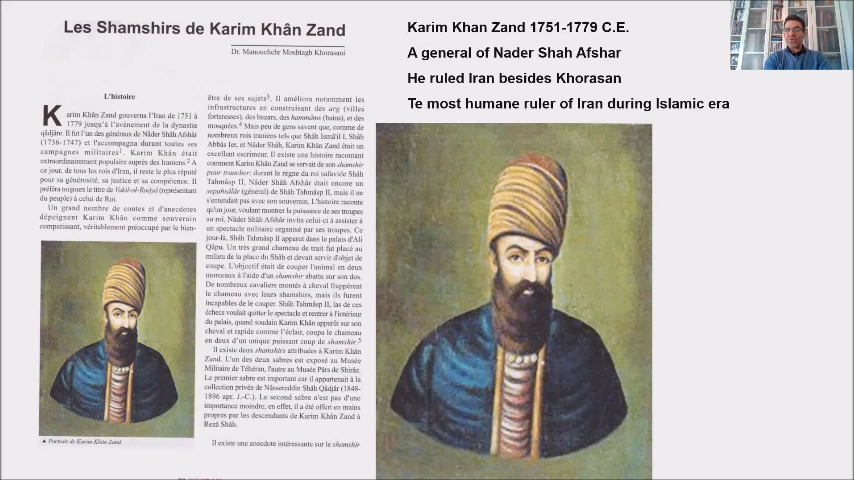 Les Shamshirs de Karim Khân Zand
Dr. Manouchehr Moshtagh Khorasani
L'histoire
Karim Khân Zand gouverna l'Iran de 1751 à
1779 jusqu'à l'avènement de la dynastie
qâdjâre. Il fut l'un des généraux de Nâder Shâh Afshâr
(1736-1747) et l'accompagna durant toutes ses
campagnes militaires1. Karim Khân était
extraordinairement populaire auprès des Iraniens.2 A
ce jour, de tous les rois d'Iran, il reste le plus réputé
pour sa générosité, sa justice et sa compétence. Il
préféra toujours le titre de Vakil-ol-Roâyâ (représentant
du peuple) à celui de Roi.
Un grand nombre de contes et d'anecdotes
dépeignent Karim Khân comme souverain
compatissant, véritablement préoccupé par le bien-
▲ Portrait de Karim Khân Zand
être de ses sujets3. Il améliora notamment les
infrastructures en construisant des arg (villes
forteresses), des bazars, des hammâms (bains), et des
mosquées.4 Mais peu de gens savent que, comme de
nombreux rois iraniens tels que Shâh Ismâ'il I, Shâh
Abbâs Ier, et Nâder Shâh, Karim Khân Zand était un
excellent escrimeur. Il existe une histoire racontant
comment Karim Khân Zand se servait de son shamshir
pour trancher: durant le règne du roi safavide Shâh
Tahmâsp II, Nâder Shâh Afshâr était encore un
sepahsâlâr (général) de Shâh Tahmâsp II, mais il ne
s'entendait pas avec son souverain. L'histoire raconte
qu'un jour, voulant montrer la puissance de ses troupes
au roi, Nâder Shâh Afshâr invita celui-ci à assister à
un spectacle militaire organisé par ses troupes. Ce
jour-là, Shâh Tahmâsp II apparut dans le palais d'Ali
Qâpu. Un très grand chameau de trait fut placé au
milieu de la place du Shâh et devait servir d'objet de
coupe. L'objectif était de couper l'animal en deux
morceaux à l'aide d'un shamshir abattu sur son dos.
De nombreux cavaliers montés à cheval frappèrent
le chameau avec leurs shamshirs, mais ils furent
incapables de le couper. Shâh Tahmâsp II, las de ces
échecs voulait quitter le spectacle et rentrer à l'intérieur
du palais, quand soudain Karim Khân apparût sur son
cheval et rapide comme l'éclair, coupa le chameau
en deux d'un unique puissant coup de shamshir.5
Il existe deux shamshirs attribuées à Karim Khân
Zand. L'un des deux sabres est exposé au Musée
Militaire de Téhéran, l'autre au Musée Pârs de Shirâz.
Le premier sabre est important car il appartenait à la
collection privée de Nâssereddin Shâh Qâdjâr (1848-
1896 apr. J.-C.). Le second sabre n'est pas d'une
importance moindre; en effet, il a été offert en mains
propres par les descendants de Karim Khân Zand à
Rezâ Shâh.
Il existe une anecdote intéressante sur le shamshir
Karim Khan Zand 1751-1779 C.E.
A general of Nader Shah Afshar
He ruled Iran besides Khorasan
Te most humane ruler of Iran during Islamic era